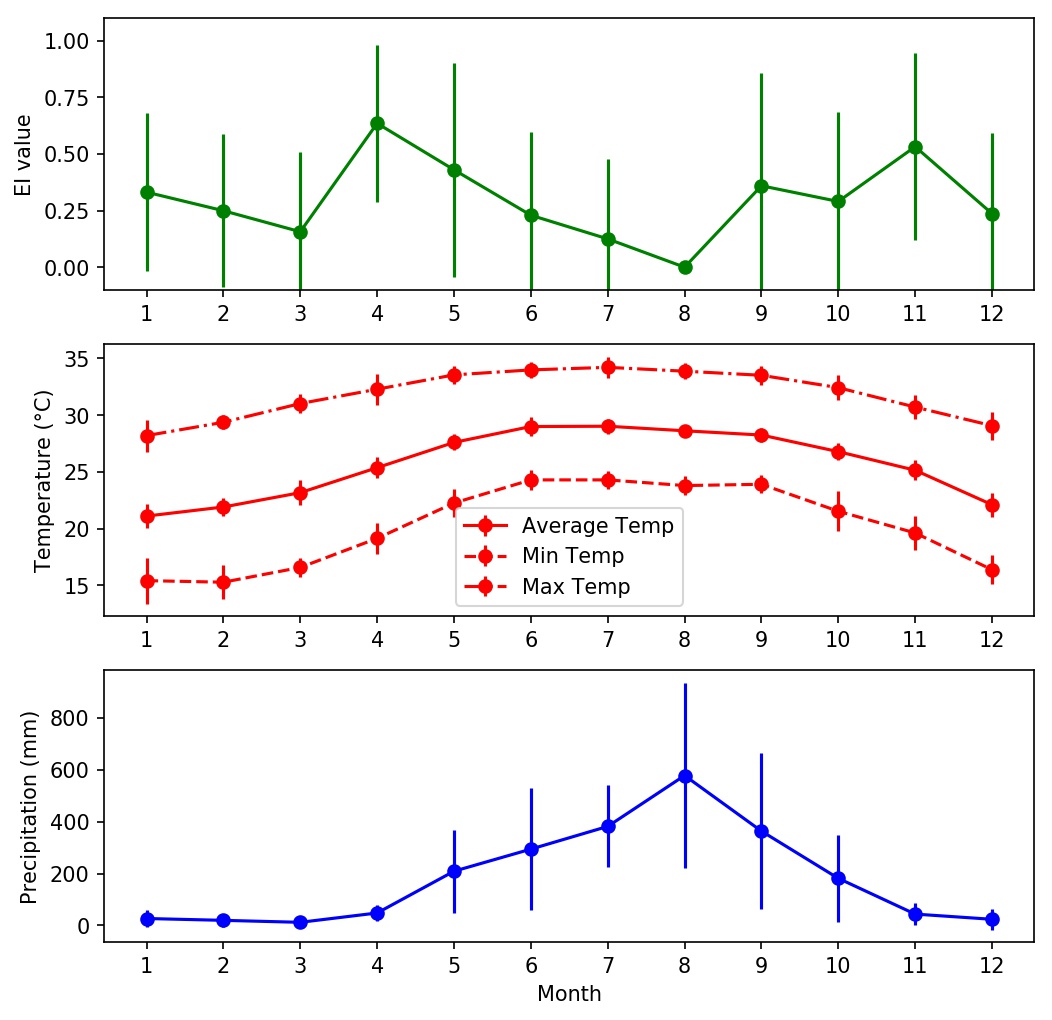 EI value
1.00
0.75
0.50
0.25
0.00
1 2 3 4 5 6 7 8 9 10 11 12
Temperature (°C)
35
30
25
20
15
Average Temp
Min Temp
Max Temp
1 2 3 4 5 6 7 8 9 10 11 12
Precipitation (mm)
800
600
400
200
0
1 2 3 4 5 6 7 8 9 10 11 12
Month